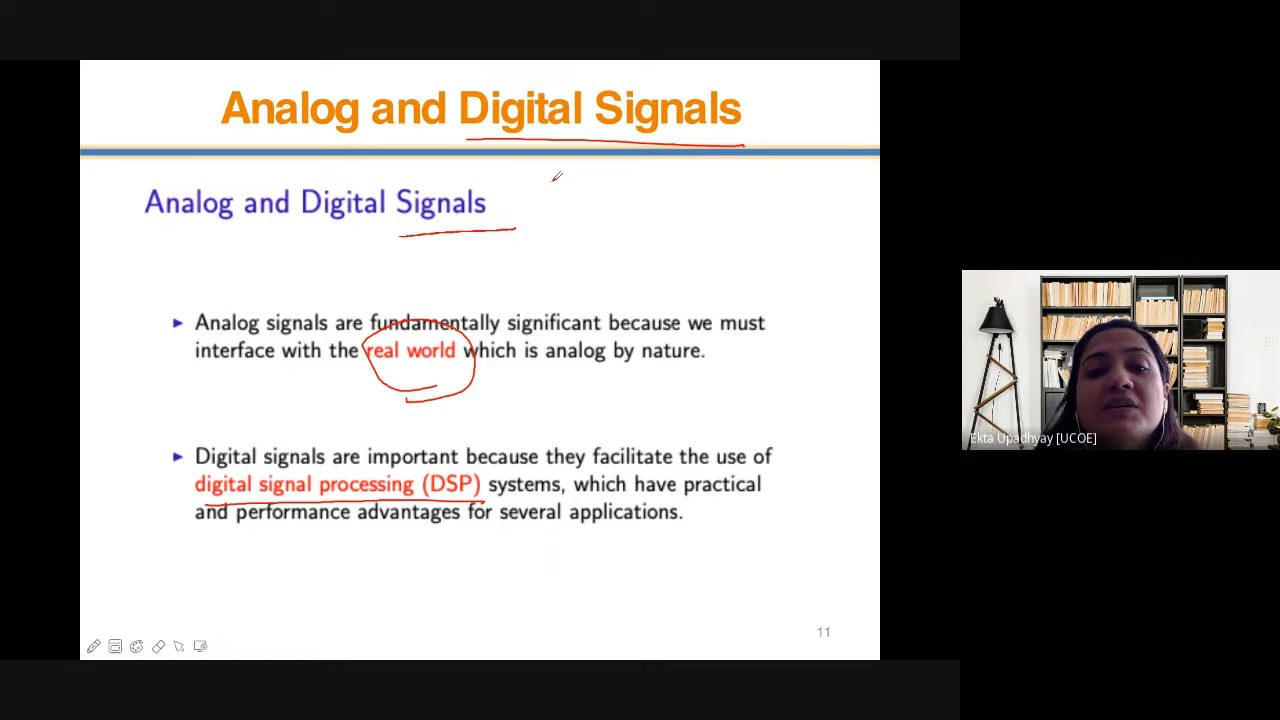 Analog and Digital Signals
Analog and Digital Signals
▶ Analog signals are fundamentally significant because we must
interface with the real world which is analog by nature.
▶ Digital signals are important because they facilitate the use of
digital signal processing (DSP) systems, which have practical
and performance advantages for several applications.
11
Ekta Upadhyay [UCOE]